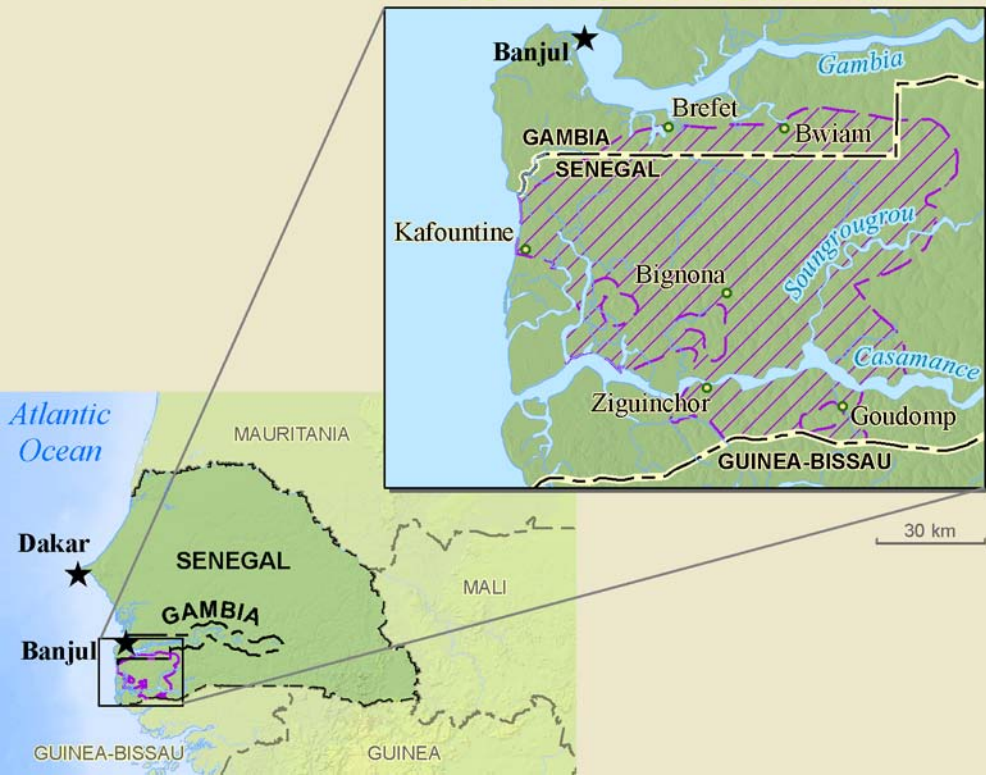 Banjul
Gambia
Brefet
Bwiam
GAMBIA
SENEGAL
Kafountine
Soungrougrou
Bignona
Casamance
Ziguinchor
Goudomp
GUINEA-BISSAU
30 km
Atlantic
Ocean
MAURITANIA
Dakar
SENEGAL
MALI
GAMBIA
Banjul
GUINEA-BISSAU
GUINEA